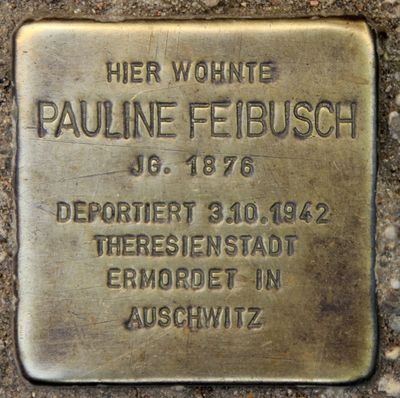 HIER WOHNTE
PAULINE FEIBUSCH
JG. 1876
DEPORTIERT 3.10.1942
THERESIENSTADT
ERMORDET IN
AUSCHWITZ